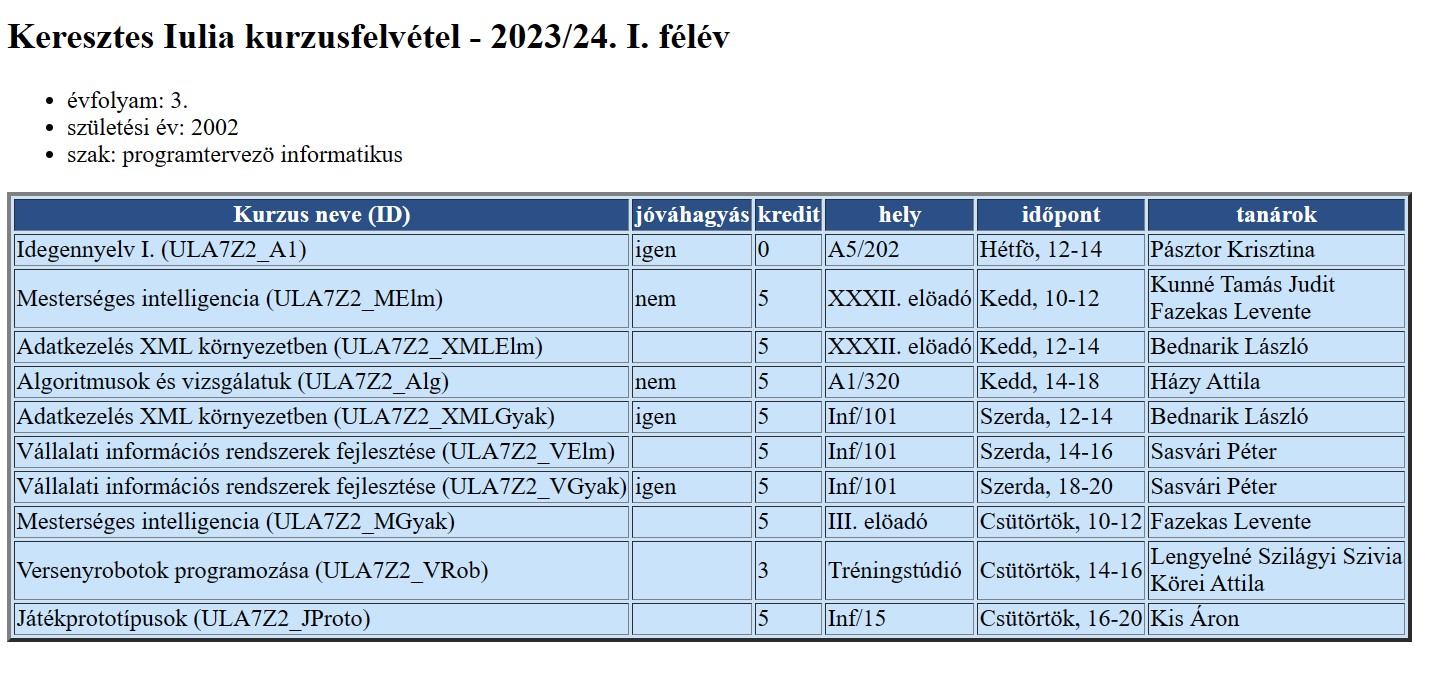 Keresztes Iulia kurzusfelvétel - 2023/24. I. félév
évfolyam: 3.
születési év: 2002
szak: programtervezö informatikus
Kurzus neve (ID) jóváhagyás kredit hely időpont tanárok
Idegennyelv I. (ULA7Z2_A1) igen 0 A5/202 Hétfö, 12-14 Pásztor Krisztina
Mesterséges intelligencia (ULA7Z2_MElm) nem 5 XXXII. elöadó Kedd, 10-12 Kunné Tamás Judit
Fazekas Levente
Adatkezelés XML környezetben (ULA7Z2_XMLElm) 5 XXXII. elöadó Kedd, 12-14 Bednarik László
Algoritmusok és vizsgálatuk (ULA7Z2_Alg) nem 5 A1/320 Kedd, 14-18 Házy Attila
Adatkezelés XML környezetben (ULA7Z2_XMLGyak) igen 5 Inf/101 Szerda, 12-14 Bednarik László
Vállalati információs rendszerek fejlesztése (ULA7Z2_VElm) 5 Inf/101 Szerda, 14-16 Sasvári Péter
Vállalati információs rendszerek fejlesztése (ULA7Z2_VGyak) igen 5 Inf/101 Szerda, 18-20 Sasvári Péter
Mesterséges intelligencia (ULA7Z2_MGyak) 5 III. elöadó Csütörtök, 10-12 Fazekas Levente
Versenyrobotok programozása (ULA7Z2_VRob) 3 Tréningstúdió Csütörtök, 14-16 Lengyelné Szilágyi Szivia
Körei Attila
Játékprototípusok (ULA7Z2_JProto) 5 Inf/15 Csütörtök, 16-20 Kis Áron